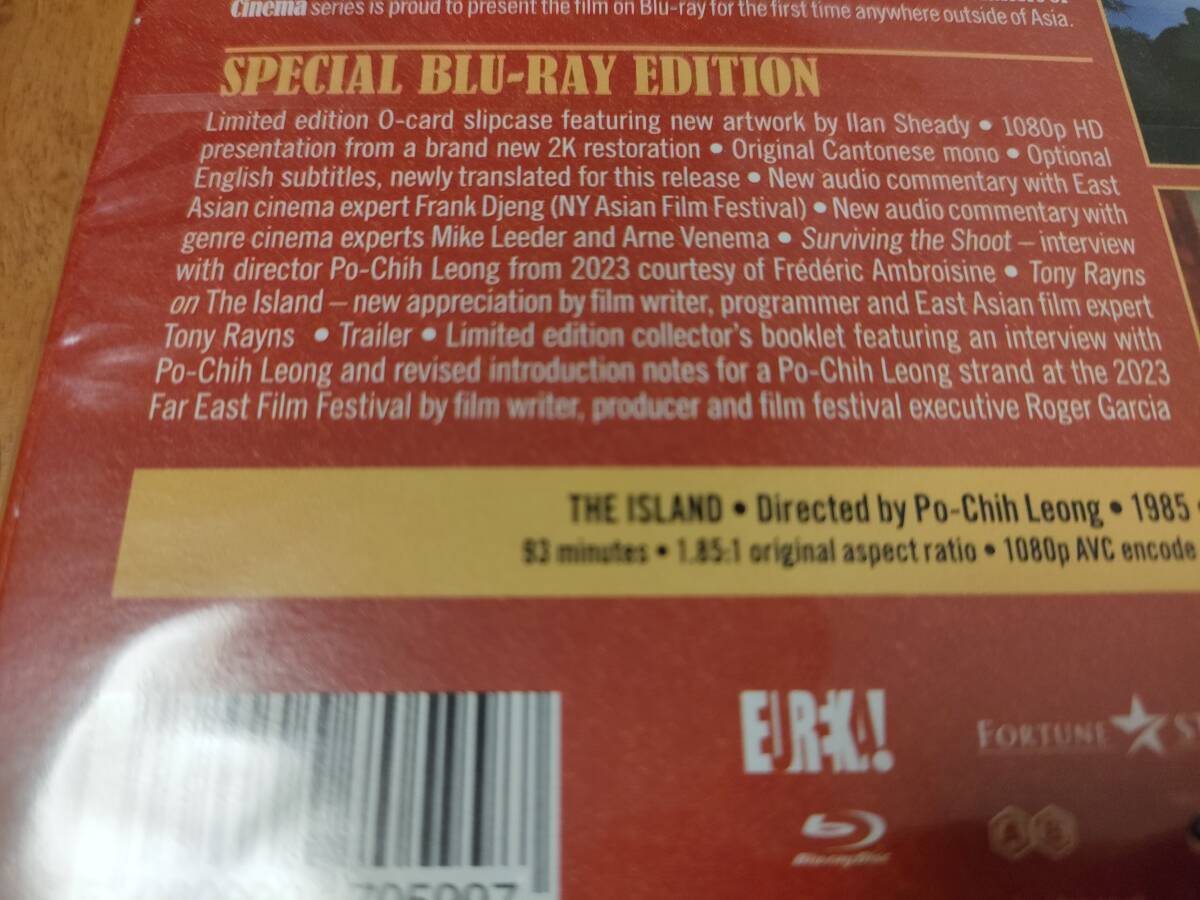 Cinema series is proud to present the film on Blu-ray for the first time anywhere outside of Asia.
SPECIAL BLU-RAY EDITION
Limited edition O-card slipcase featuring new artwork by Ilan Sheady • 1080p HD
presentation from a brand new 2K restoration • Original Cantonese mono • Optional
English subtitles, newly translated for this release • New audio commentary with East
Asian cinema expert Frank Djeng (NY Asian Film Festival) • New audio commentary with
genre cinema experts Mike Leeder and Arne Venema • Surviving the Shoot – interview
with director Po-Chih Leong from 2023 courtesy of Frédéric Ambroisine • Tony Rayns
on The Island – new appreciation by film writer, programmer and East Asian film expert
Tony Rayns • Trailer • Limited edition collector's booklet featuring an interview with
Po-Chih Leong and revised introduction notes for a Po-Chih Leong strand at the 2023
Far East Film Festival by film writer, producer and film festival executive Roger Garcia
THE ISLAND • Directed by Po-Chih Leong • 1985 •
93 minutes • 1.85:1 original aspect ratio • 1080p AVC encode
EUREKA!
FORTUNE
Blu-ray Disc
A B